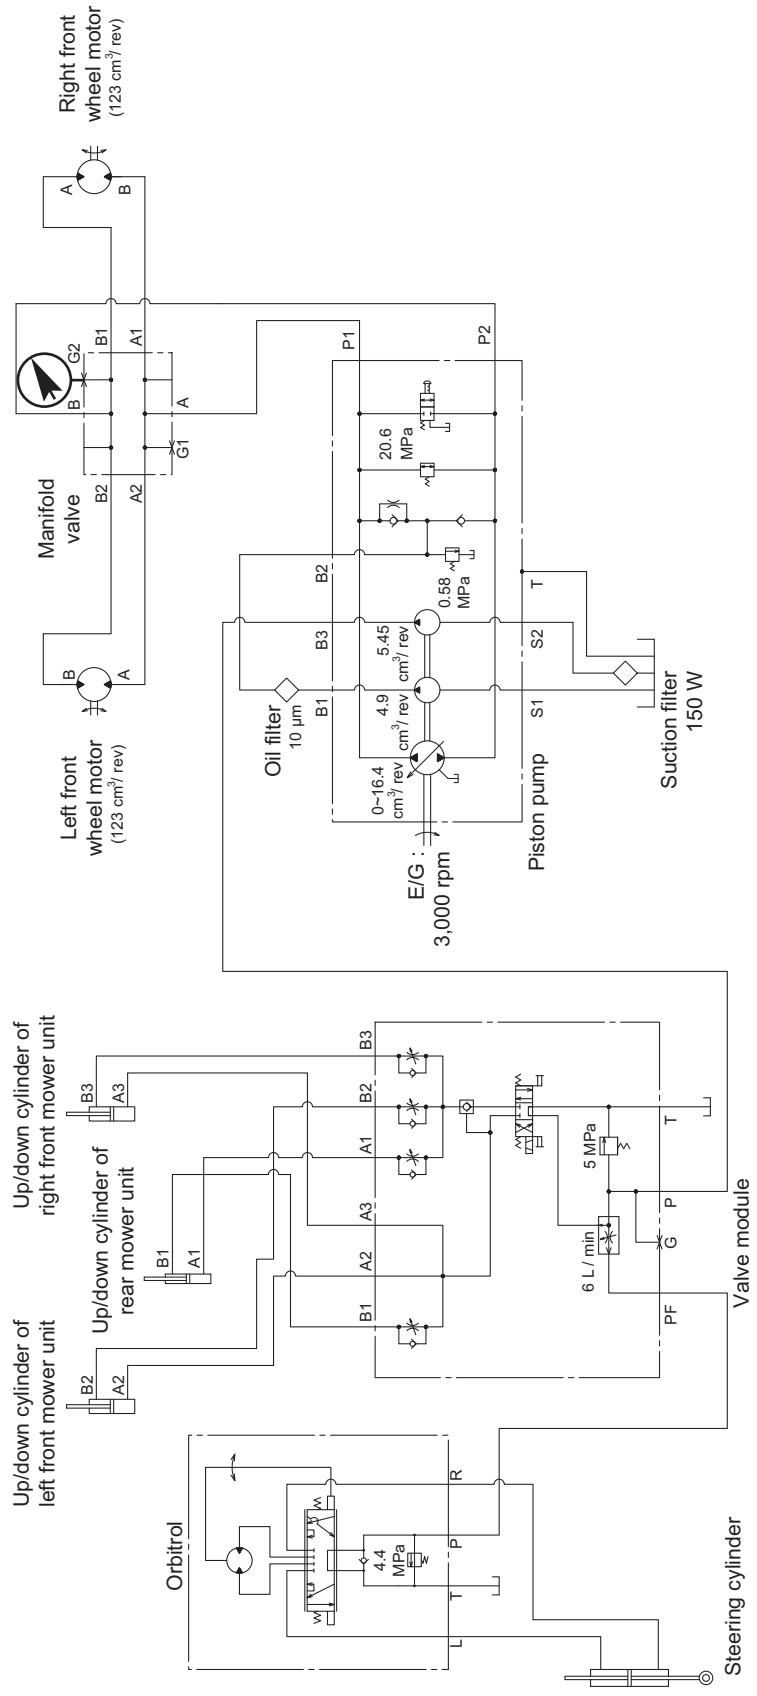 Right front
wheel motor
(123 cm³/ rev)
A
B
Manifold
valve
B2
A2
B
G2
B1
A1
G1
A
Left front
wheel motor
(123 cm³/ rev)
B
A
P1
P2
20.6
MPa
B2
0.58
MPa
T
B3
5.45
cm³/ rev
S2
B1
4.9
cm³/ rev
S1
Oil filter
10 µm
0~16.4
cm³/ rev
Piston pump
E/G :
3,000 rpm
Suction filter
150 W
Up/down cylinder of
right front mower unit
B3
A3
Up/down cylinder of
rear mower unit
B1
A1
Up/down cylinder of
left front mower unit
B2
A2
B1
A2
A3
A1
B2
B3
5 MPa
6 L / min
PF
G
P
T
Valve module
Orbitrol
4.4
MPa
L
T
P
R
Steering cylinder